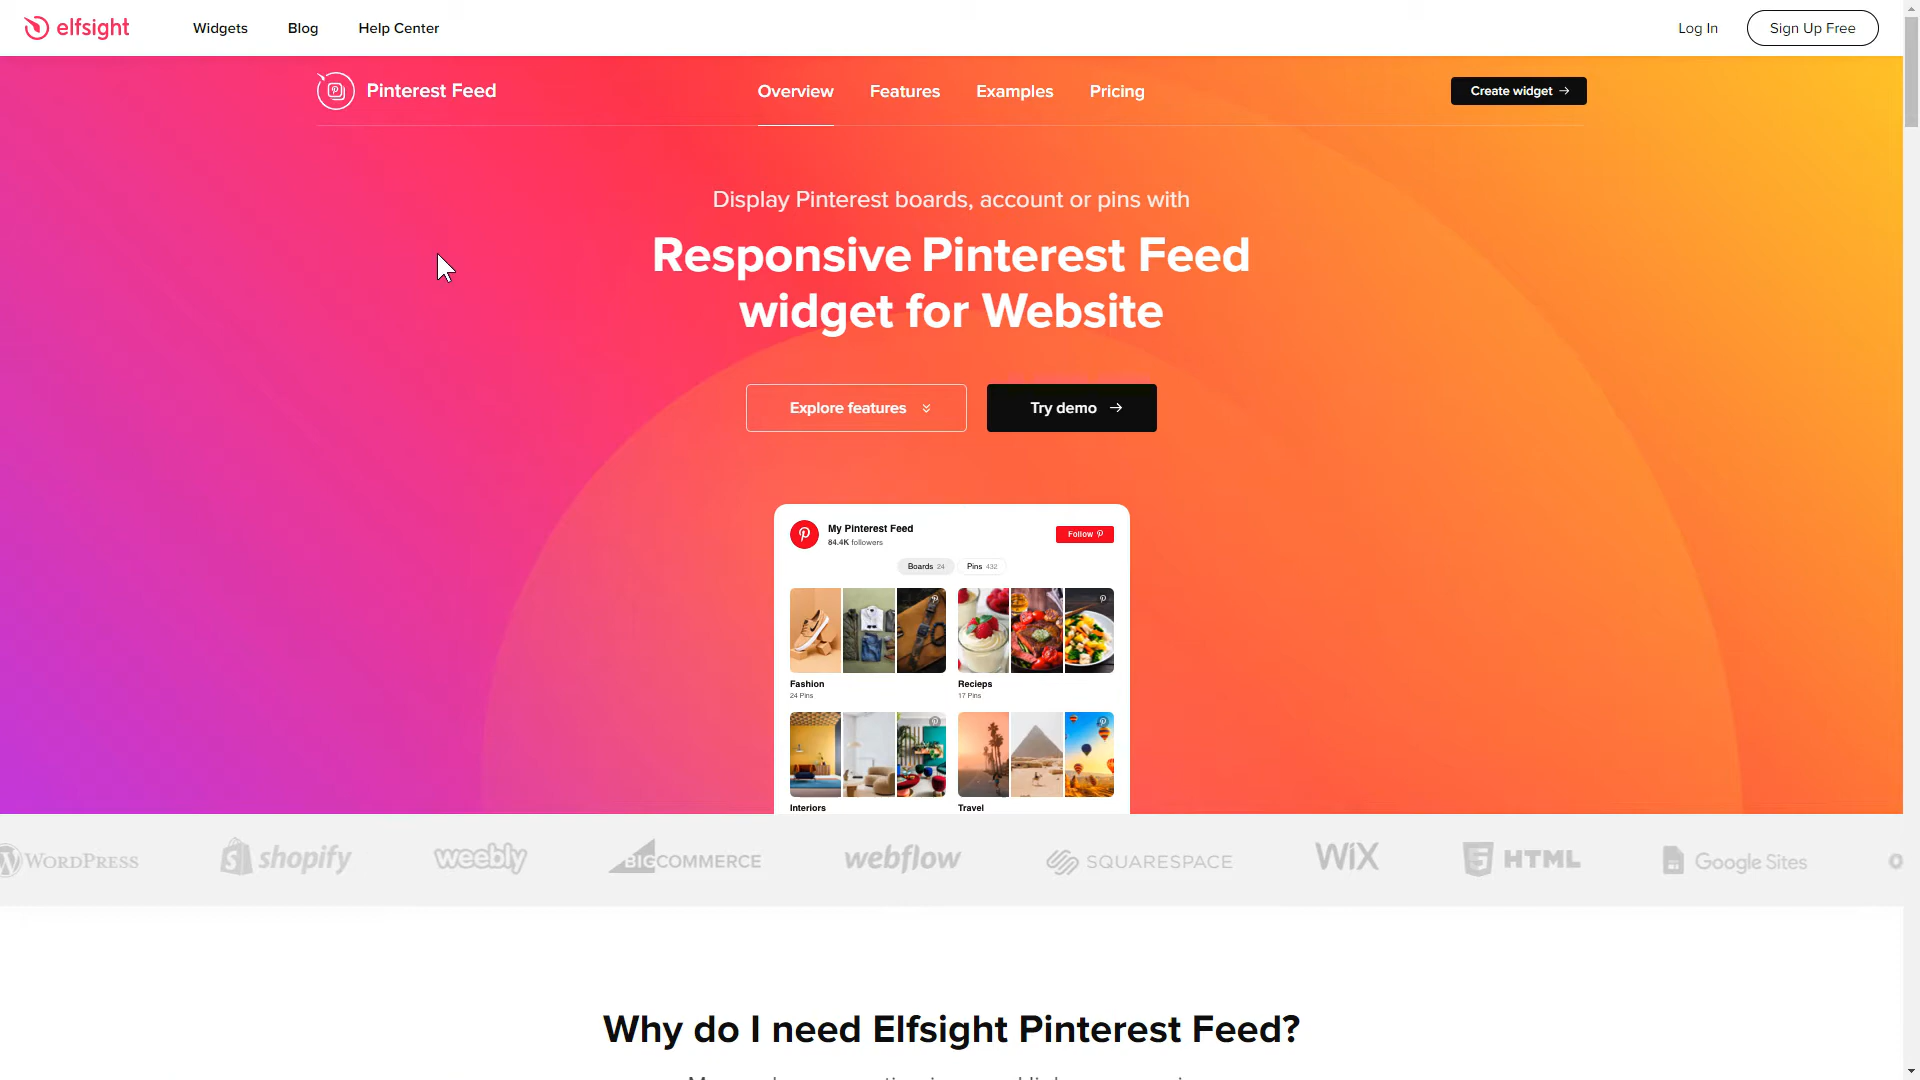 elfsight
Widgets
Blog
Help Center
Log In
Sign Up Free
Pinterest Feed
Overview
Features
Examples
Pricing
Create widget →
Display Pinterest boards, account or pins with
Responsive Pinterest Feed
widget for Website
Explore features
Try demo →
My Pinterest Feed
84.4K followers
Follow
Boards 24
Pins 432
Fashion
24 Pins
Recieps
17 Pins
Interiors
Travel
WORDPRESS
shopify
weebly
BIGCOMMERCE
webflow
SQUARESPACE
WiX
HTML
Google Sites
Why do I need Elfsight Pinterest Feed?